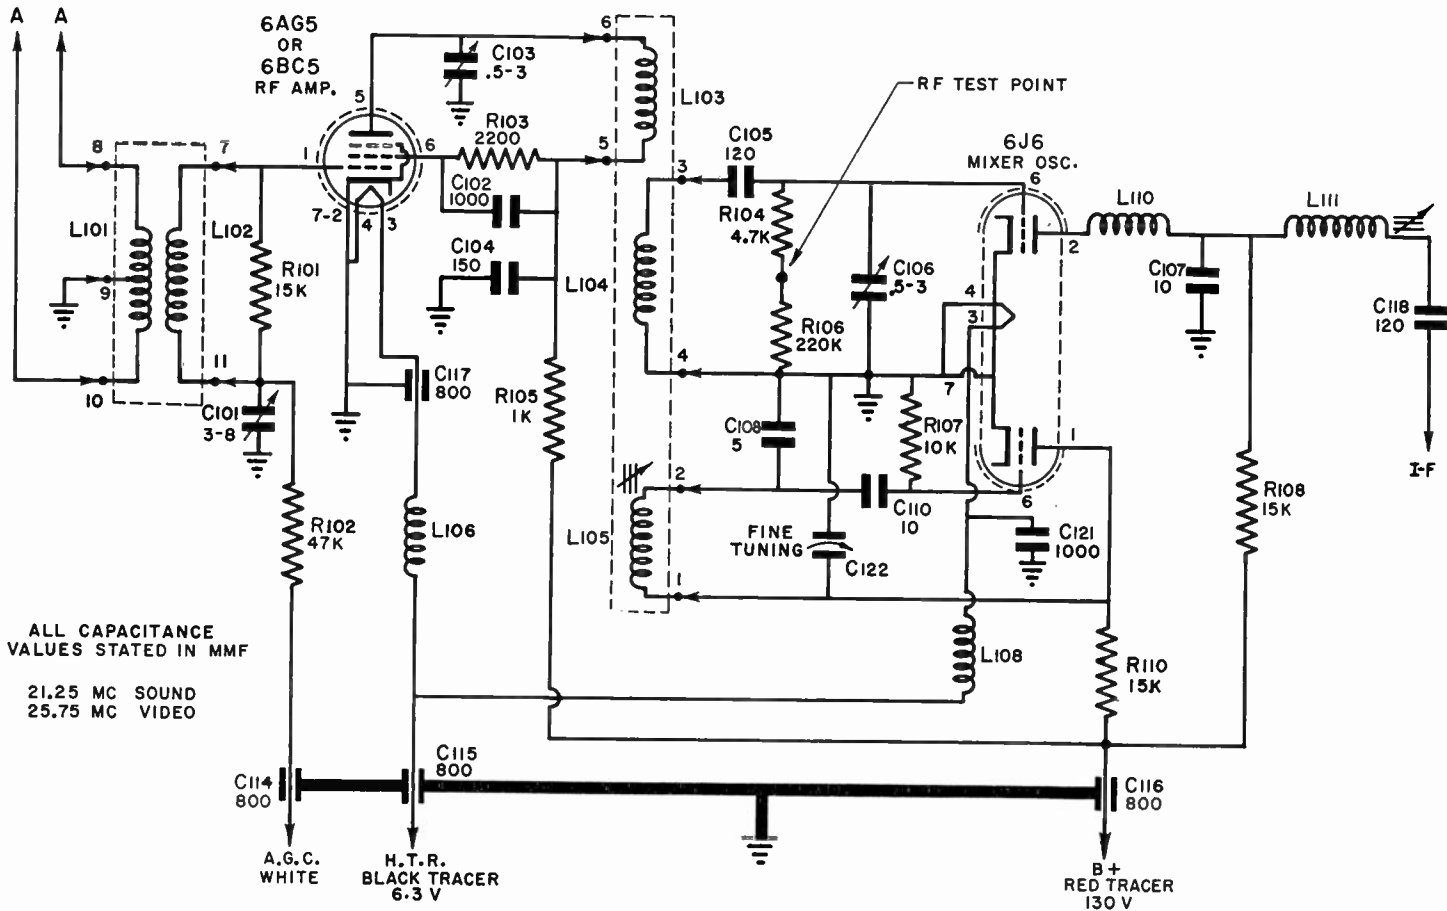 A A
6AG5
OR
6BC5
RF AMP.
5
C103
.5-3
6
L103
RF TEST POINT
8
7
1
6
R103
2200
5
C105
120
3
6J6
MIXER OSC.
6
C102
1000
7-2
4
3
R104
4.7K
L110
L111
2
L101
L102
9
R101
15K
C104
150
L104
C106
.5-3
4
3
C107
10
C118
120
R106
220K
11
4
10
C101
3-8
C117
800
R105
1K
7
C108
5
R107
10K
1
I-F
2
6
R102
47K
L106
C110
10
R108
15K
L105
FINE
TUNING
C122
C121
1000
1
ALL CAPACITANCE
VALUES STATED IN MMF
L108
R110
15K
21.25 MC SOUND
25.75 MC VIDEO
C114
800
C115
800
C116
800
A.G.C.
WHITE
H.T.R.
BLACK TRACER
6.3 V
B+
RED TRACER
130 V